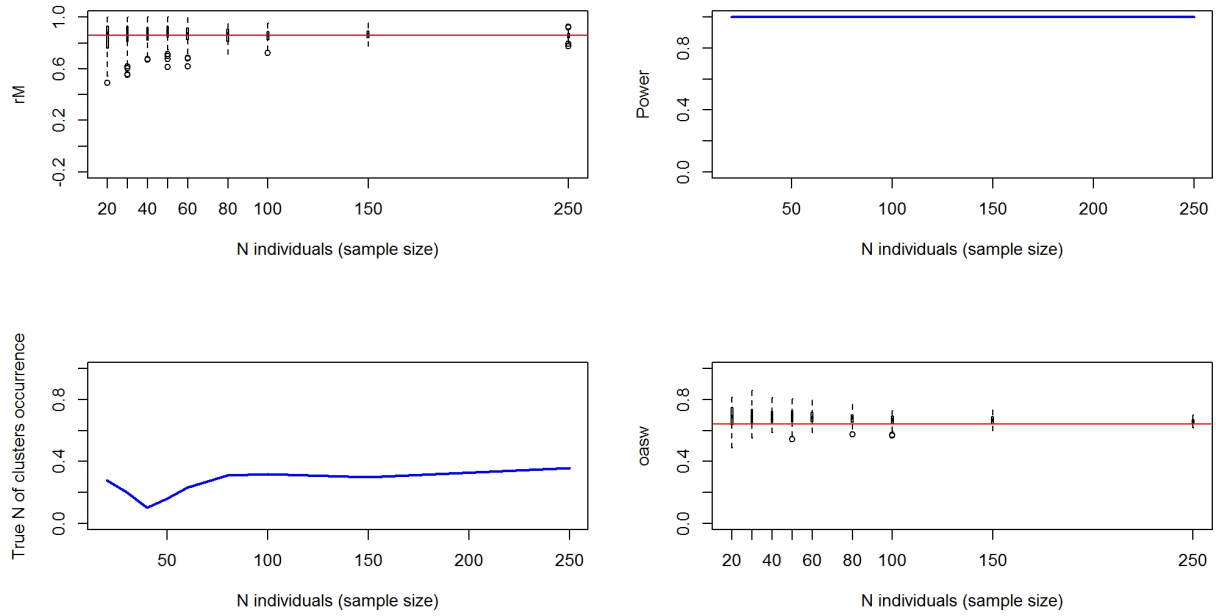 rM
1.0
0.6
0.2
-0.2
20 40 60 80 100 150 250
N individuals (sample size)
Power
0.8
0.4
0.0
50 100 150 200 250
N individuals (sample size)
True N of clusters occurrence
0.8
0.4
0.0
50 100 150 200 250
N individuals (sample size)
oasw
0.8
0.4
0.0
20 40 60 80 100 150 250
N individuals (sample size)